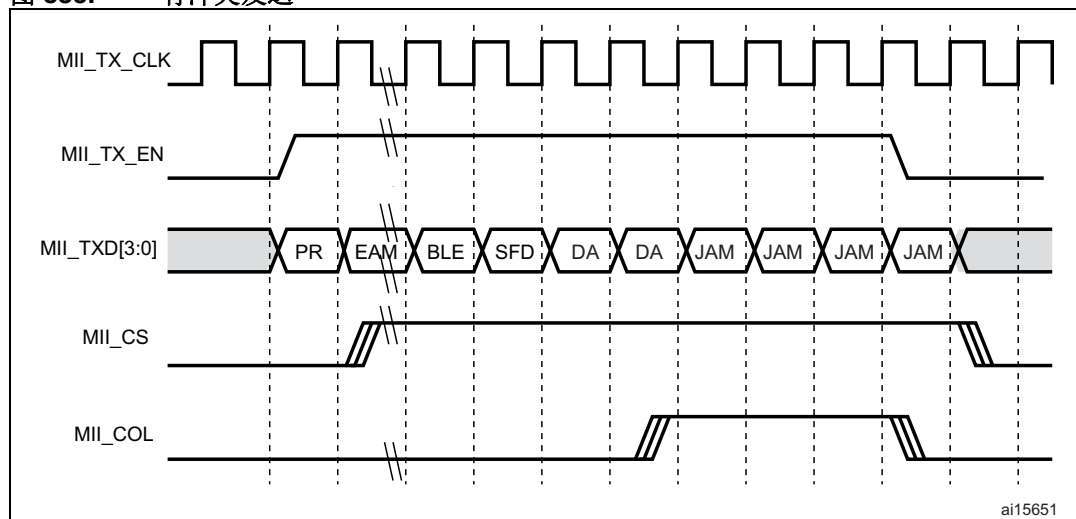 MII_TX_CLK
MII_TX_EN
MII_TXD[3:0] PR EAM BLE SFD DA DA JAM JAM JAM JAM
MII_CS
MII_COL
ai15651